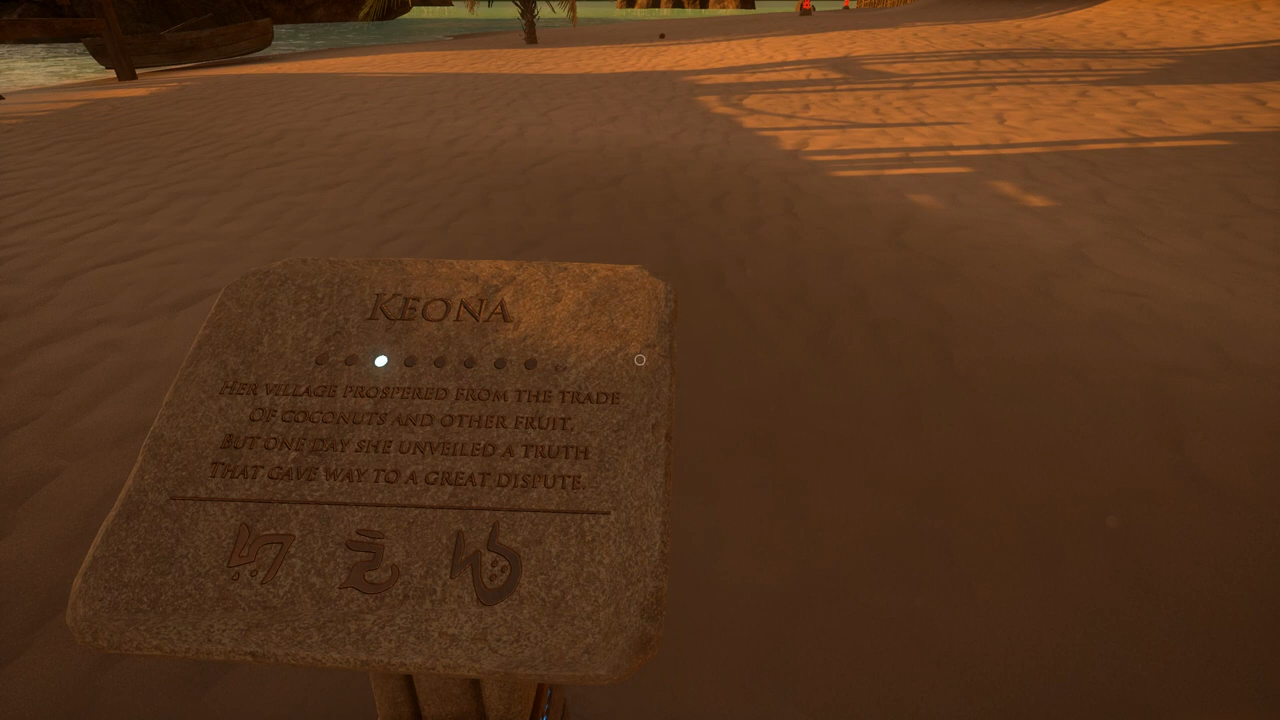 Keona
Her village prospered from the trade
of coconuts and other fruit,
But one day she unveiled a truth
That gave way to a great dispute.